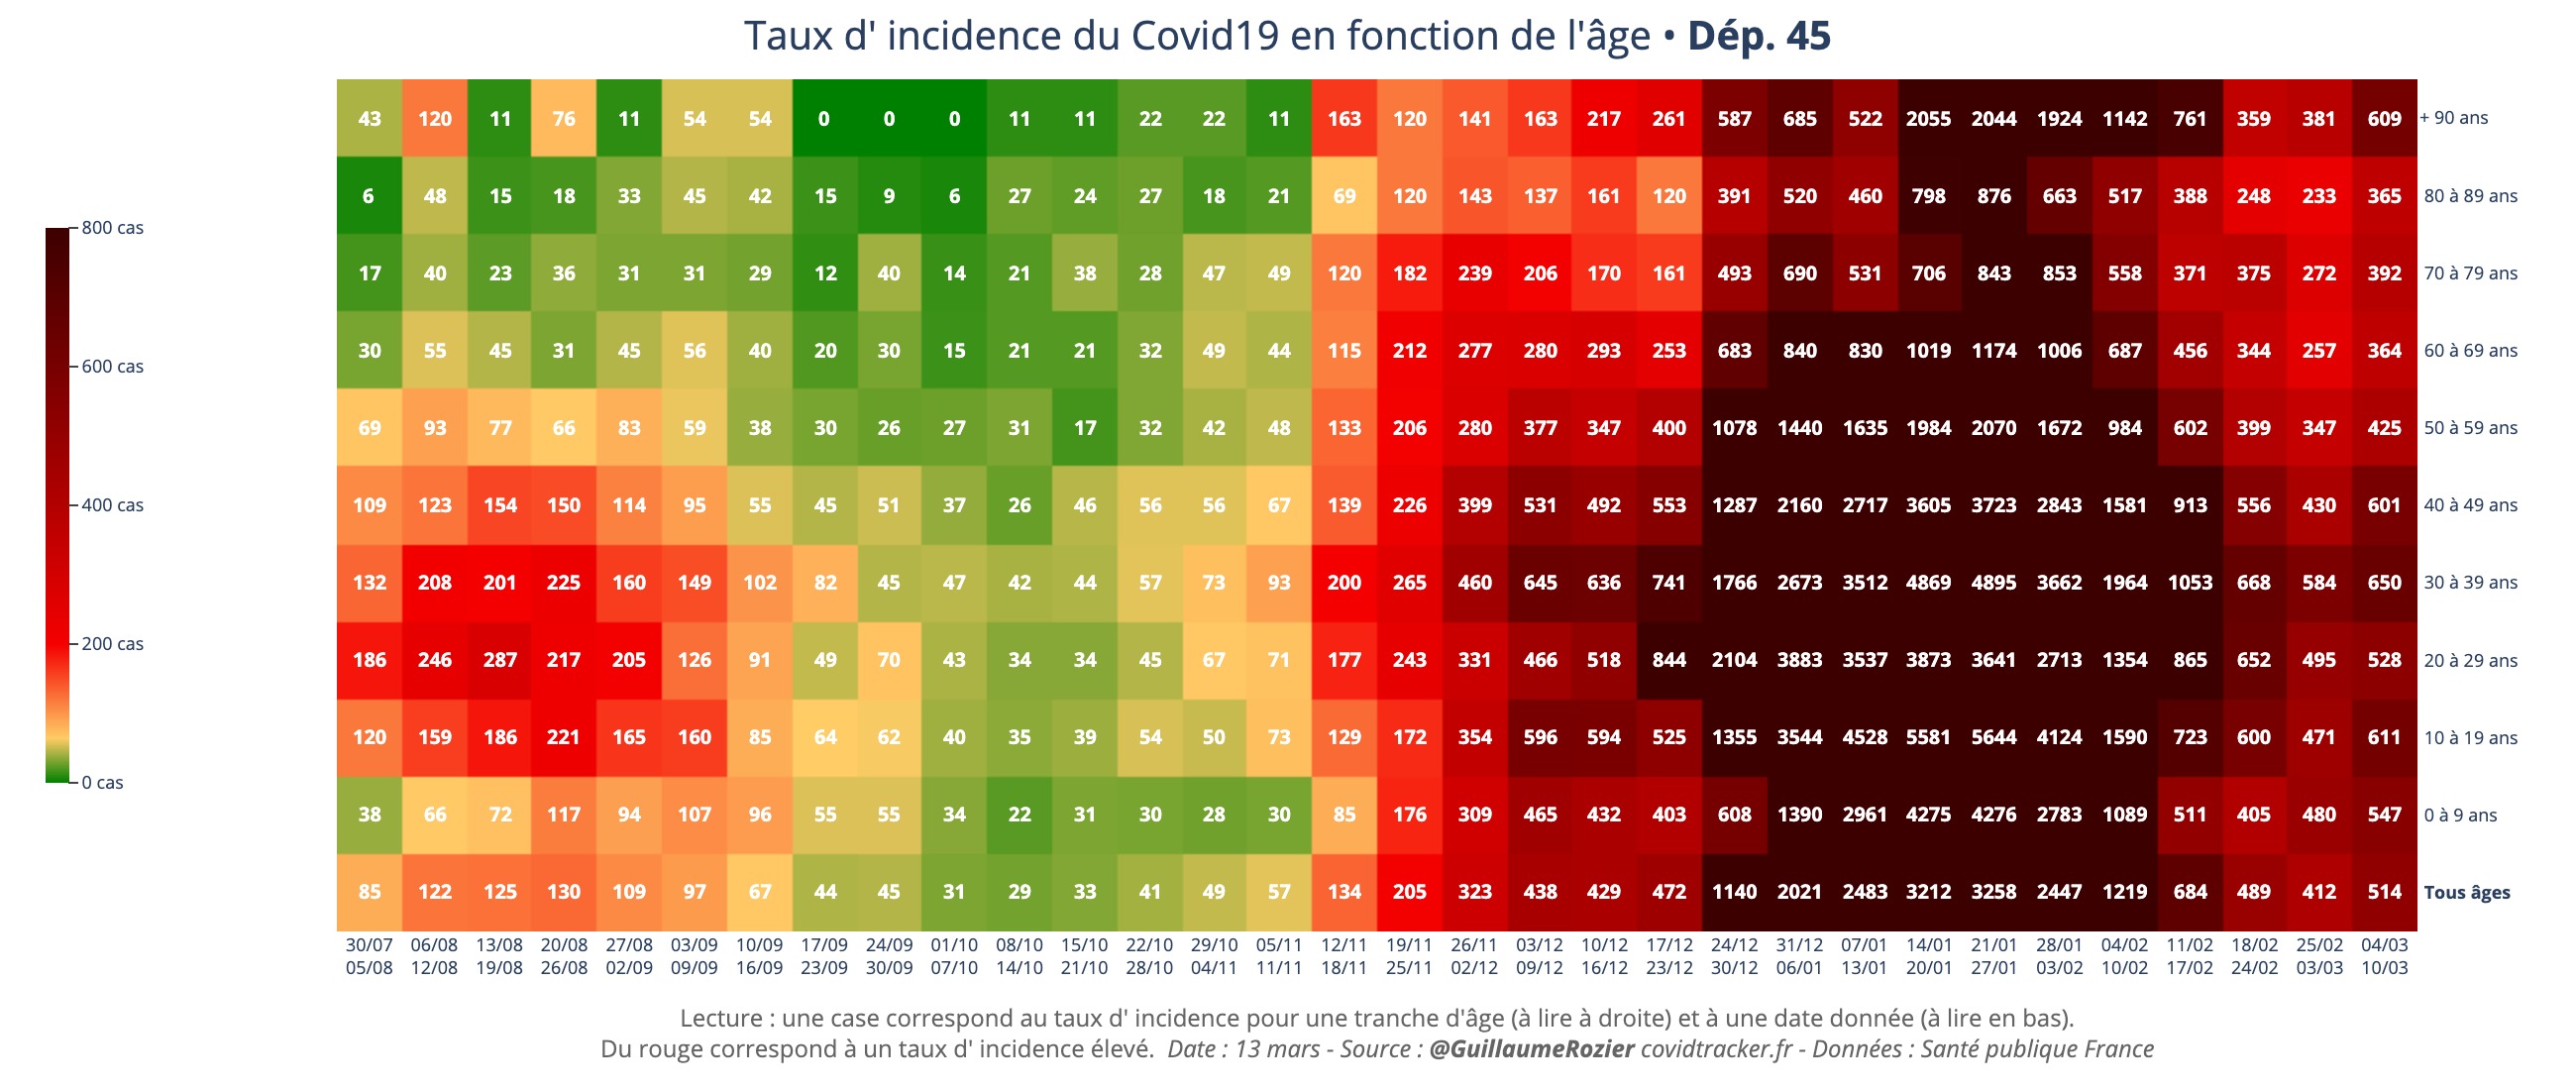 Taux d' incidence du Covid19 en fonction de l'âge • Dép. 45
43 120 11 76 11 54 54 0 0 0 11 11 22 22 11 163 120 141 163 217 261 587 685 522 2055 2044 1924 1142 761 359 381 609 + 90 ans
6 48 15 18 33 45 42 15 9 6 27 24 27 18 21 69 120 143 137 161 120 391 520 460 798 876 663 517 388 248 233 365 80 à 89 ans
800 cas
17 40 23 36 31 31 29 12 40 14 21 38 28 47 49 120 182 239 206 170 161 493 690 531 706 843 853 558 371 375 272 392 70 à 79 ans
30 55 45 31 45 56 40 20 30 15 21 21 32 49 44 115 212 277 280 293 253 683 840 830 1019 1174 1006 687 456 344 257 364 60 à 69 ans
600 cas
69 93 77 66 83 59 38 30 26 27 31 17 32 42 48 133 206 280 377 347 400 1078 1440 1635 1984 2070 1672 984 602 399 347 425 50 à 59 ans
400 cas
109 123 154 150 114 95 55 45 51 37 26 46 56 56 67 139 226 399 531 492 553 1287 2160 2717 3605 3723 2843 1581 913 556 430 601 40 à 49 ans
132 208 201 225 160 149 102 82 45 47 42 44 57 73 93 200 265 460 645 636 741 1766 2673 3512 4869 4895 3662 1964 1053 668 584 650 30 à 39 ans
200 cas
186 246 287 217 205 126 91 49 70 43 34 34 45 67 71 177 243 331 466 518 844 2104 3883 3537 3873 3641 2713 1354 865 652 495 528 20 à 29 ans
120 159 186 221 165 160 85 64 62 40 35 39 54 50 73 129 172 354 596 594 525 1355 3544 4528 5581 5644 4124 1590 723 600 471 611 10 à 19 ans
0 cas
38 66 72 117 94 107 96 55 55 34 22 31 30 28 30 85 176 309 465 432 403 608 1390 2961 4275 4276 2783 1089 511 405 480 547 0 à 9 ans
85 122 125 130 109 97 67 44 45 31 29 33 41 49 57 134 205 323 438 429 472 1140 2021 2483 3212 3258 2447 1219 684 489 412 514 Tous âges
30/07 06/08 13/08 20/08 27/08 03/09 10/09 17/09 24/09 01/10 08/10 15/10 22/10 29/10 05/11 12/11 19/11 26/11 03/12 10/12 17/12 24/12 31/12 07/01 14/01 21/01 28/01 04/02 11/02 18/02 25/02 04/03
05/08 12/08 19/08 26/08 02/09 09/09 16/09 23/09 30/09 07/10 14/10 21/10 28/10 04/11 11/11 18/11 25/11 02/12 09/12 16/12 23/12 30/12 06/01 13/01 20/01 27/01 03/02 10/02 17/02 24/02 03/03 10/03
Lecture : une case correspond au taux d' incidence pour une tranche d'âge (à lire à droite) et à une date donnée (à lire en bas).
Du rouge correspond à un taux d' incidence élevé. Date : 13 mars - Source : @GuillaumeRozier covidtracker.fr - Données : Santé publique France